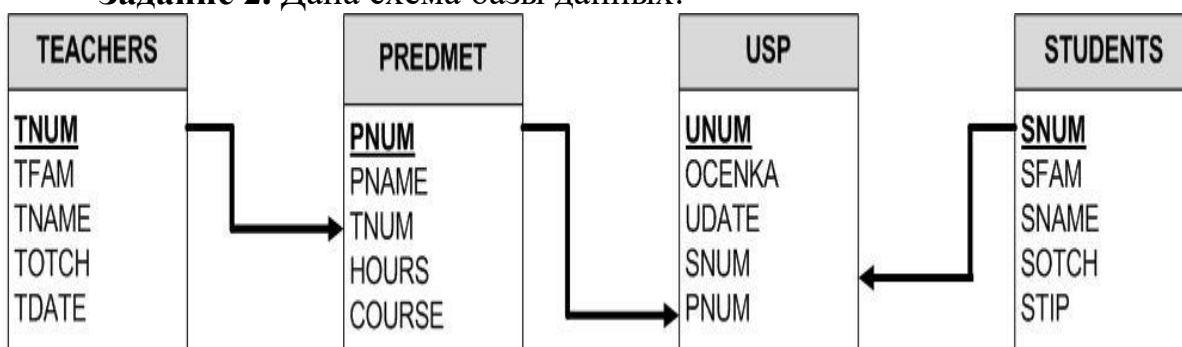 Задание 2. Дана схема базы данных:
TEACHERS
TNUM
TFAM
TNAME
TOTCH
TDATE
PREDMET
PNUM
PNAME
TNUM
HOURS
COURSE
USP
UNUM
OCENKA
UDATE
SNUM
PNUM
STUDENTS
SNUM
SFAM
SNAME
SOTCH
STIP